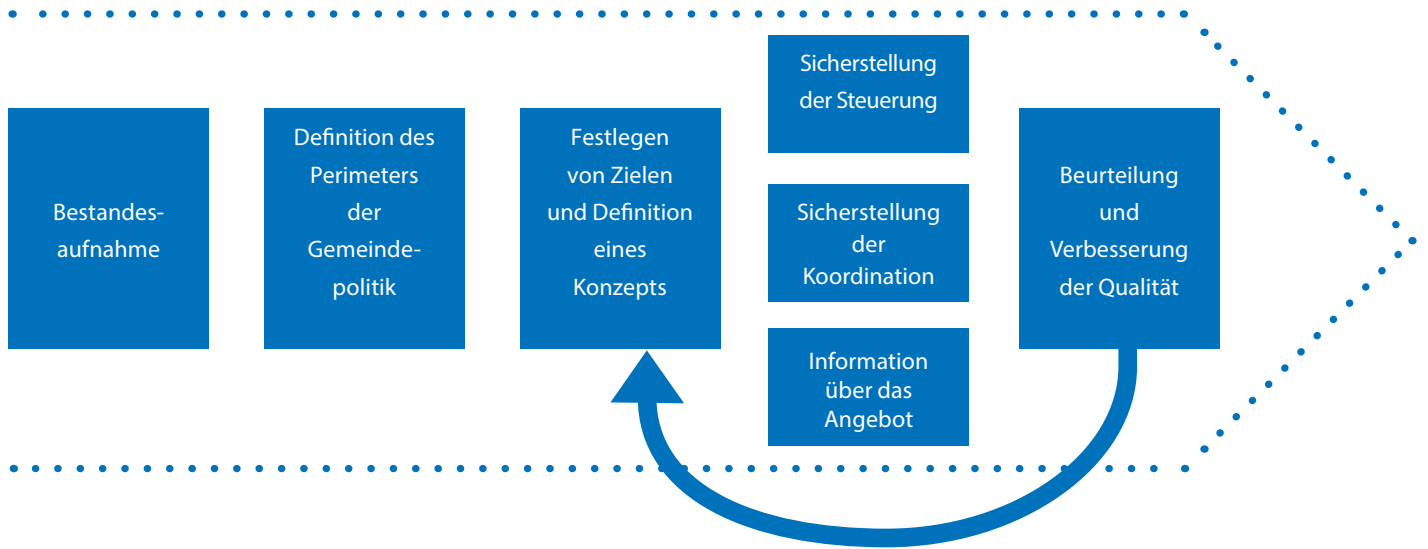 Bestandes-
aufnahme
Definition des
Perimeters
der
Gemeinde-
politik
Festlegen
von Zielen
und Definition
eines
Konzepts
Sicherstellung
der Steuerung
Sicherstellung
der
Koordination
Information
über das
Angebot
Beurteilung
und
Verbesserung
der Qualität